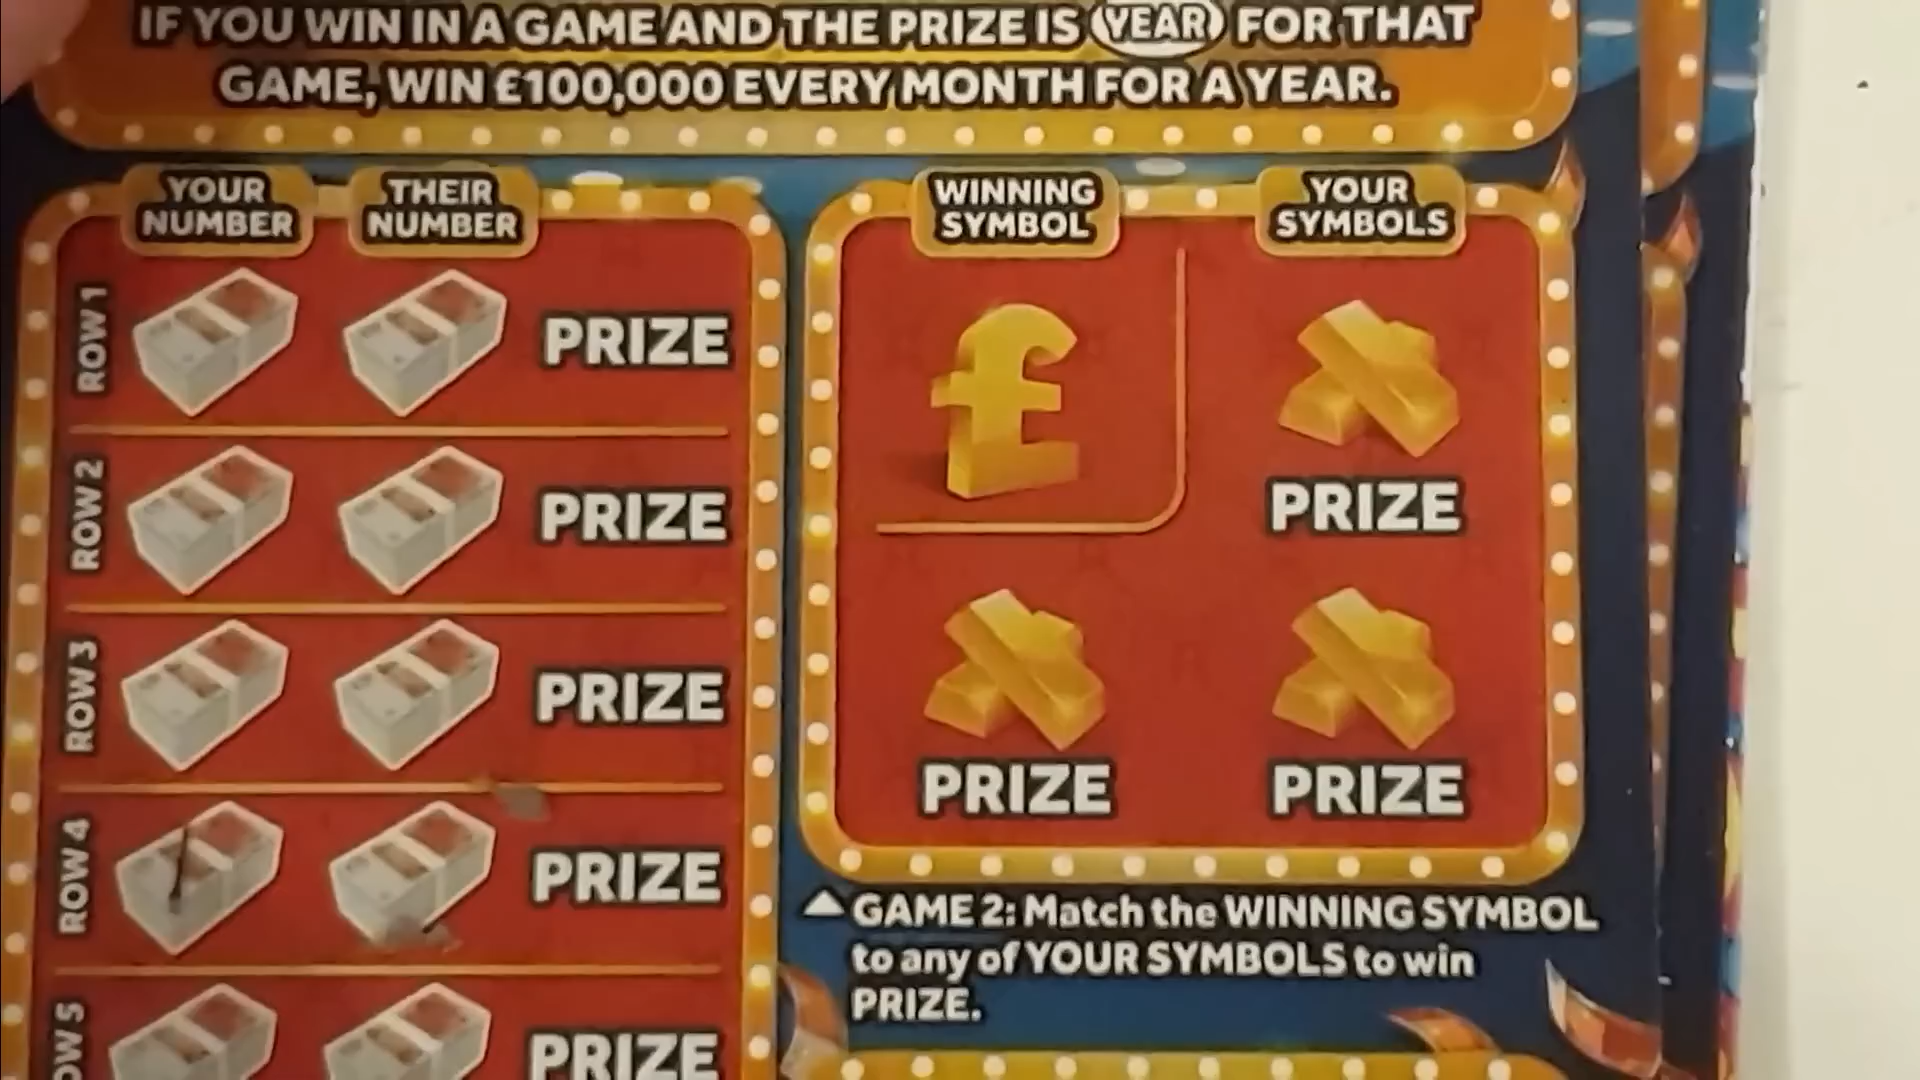 IF YOU WIN IN A GAME AND THE PRIZE IS YEAR FOR THAT
GAME, WIN £100,000 EVERY MONTH FOR A YEAR.
YOUR
NUMBER
THEIR
NUMBER
ROW 1
PRIZE
ROW 2
PRIZE
ROW 3
PRIZE
ROW 4
PRIZE
ROW 5
PRIZE
WINNING
SYMBOL
YOUR
SYMBOLS
£
PRIZE
PRIZE
PRIZE
GAME 2: Match the WINNING SYMBOL
to any of YOUR SYMBOLS to win
PRIZE.